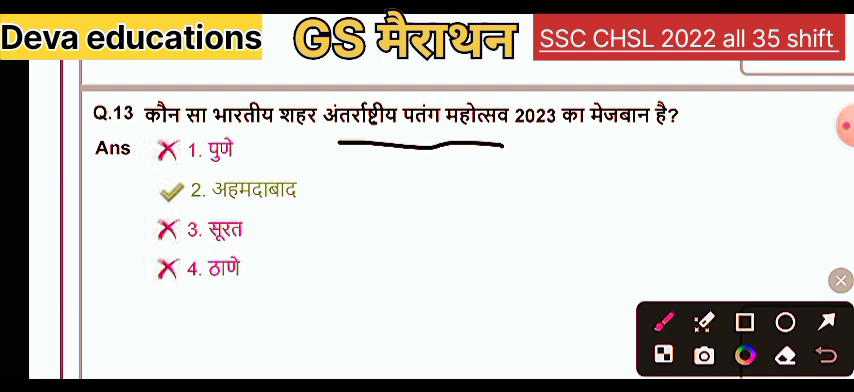 Deva educations GS मैराथन SSC CHSL 2022 all 35 shift
Q.13 कौन सा भारतीय शहर अंतर्राष्ट्रीय पतंग महोत्सव 2023 का मेजबान है?
Ans 1. पुणे
2. अहमदाबाद
3. सूरत
4. ठाणे